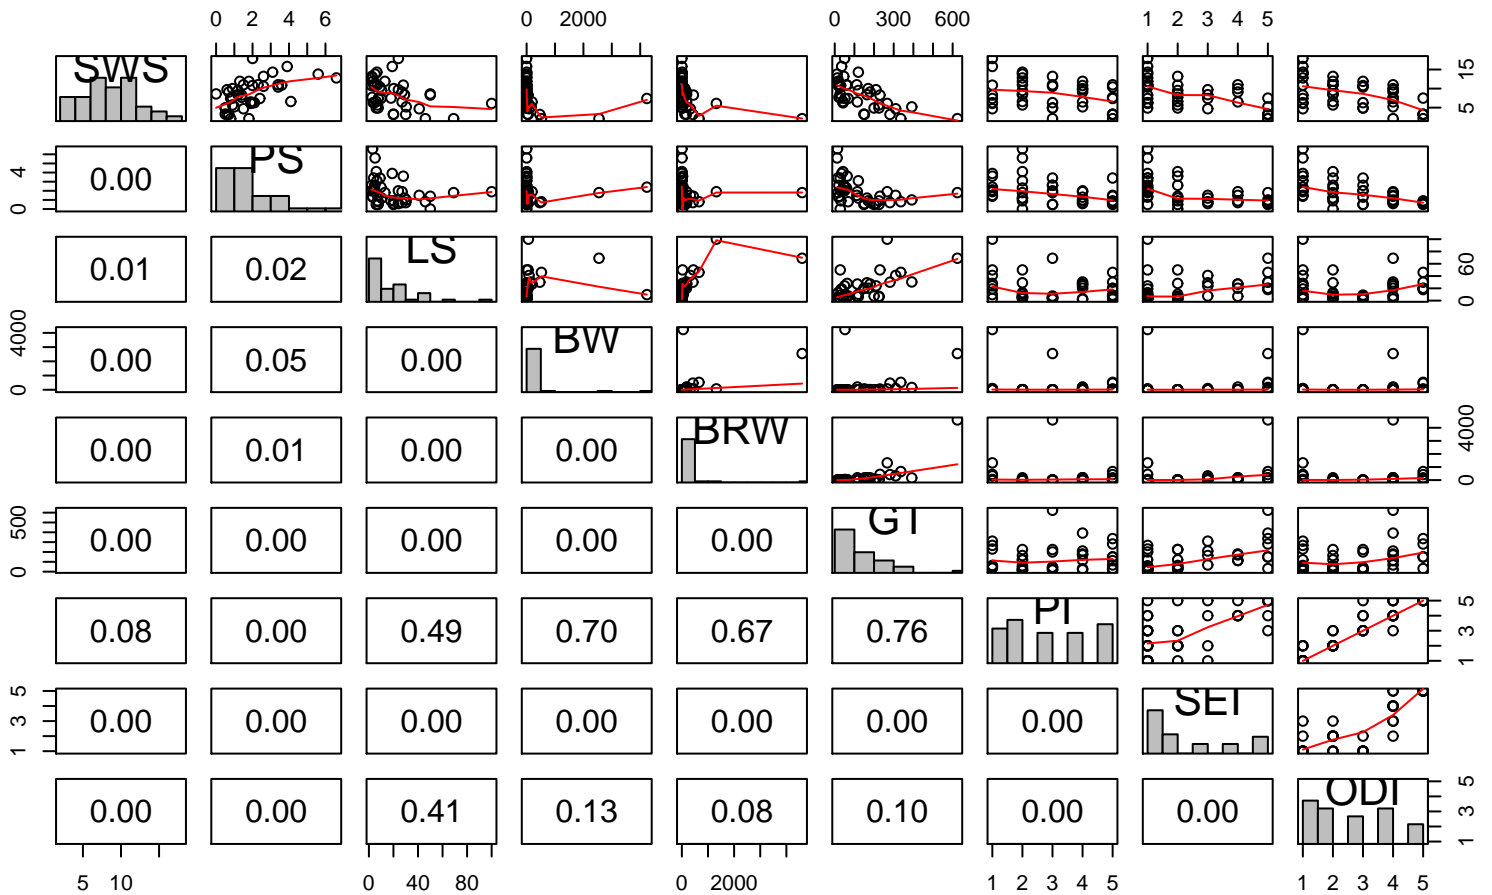 0 2 4 6 0 2000 0 300 600 1 2 3 4 5
SWS 5 15
0 4 0.00 PS
0.01 0.02 LS 0 60
0 4000 0.00 0.05 0.00 BW
0.00 0.01 0.00 0.00 BRW 0 4000
0 500 0.00 0.00 0.00 0.00 0.00 GT
0.08 0.00 0.49 0.70 0.67 0.76 PI 1 3 5
1 3 5 0.00 0.00 0.00 0.00 0.00 0.00 0.00 SEI
0.00 0.00 0.41 0.13 0.08 0.10 0.00 0.00 ODI 1 3 5
5 10 0 40 80 0 2000 1 2 3 4 5 1 2 3 4 5